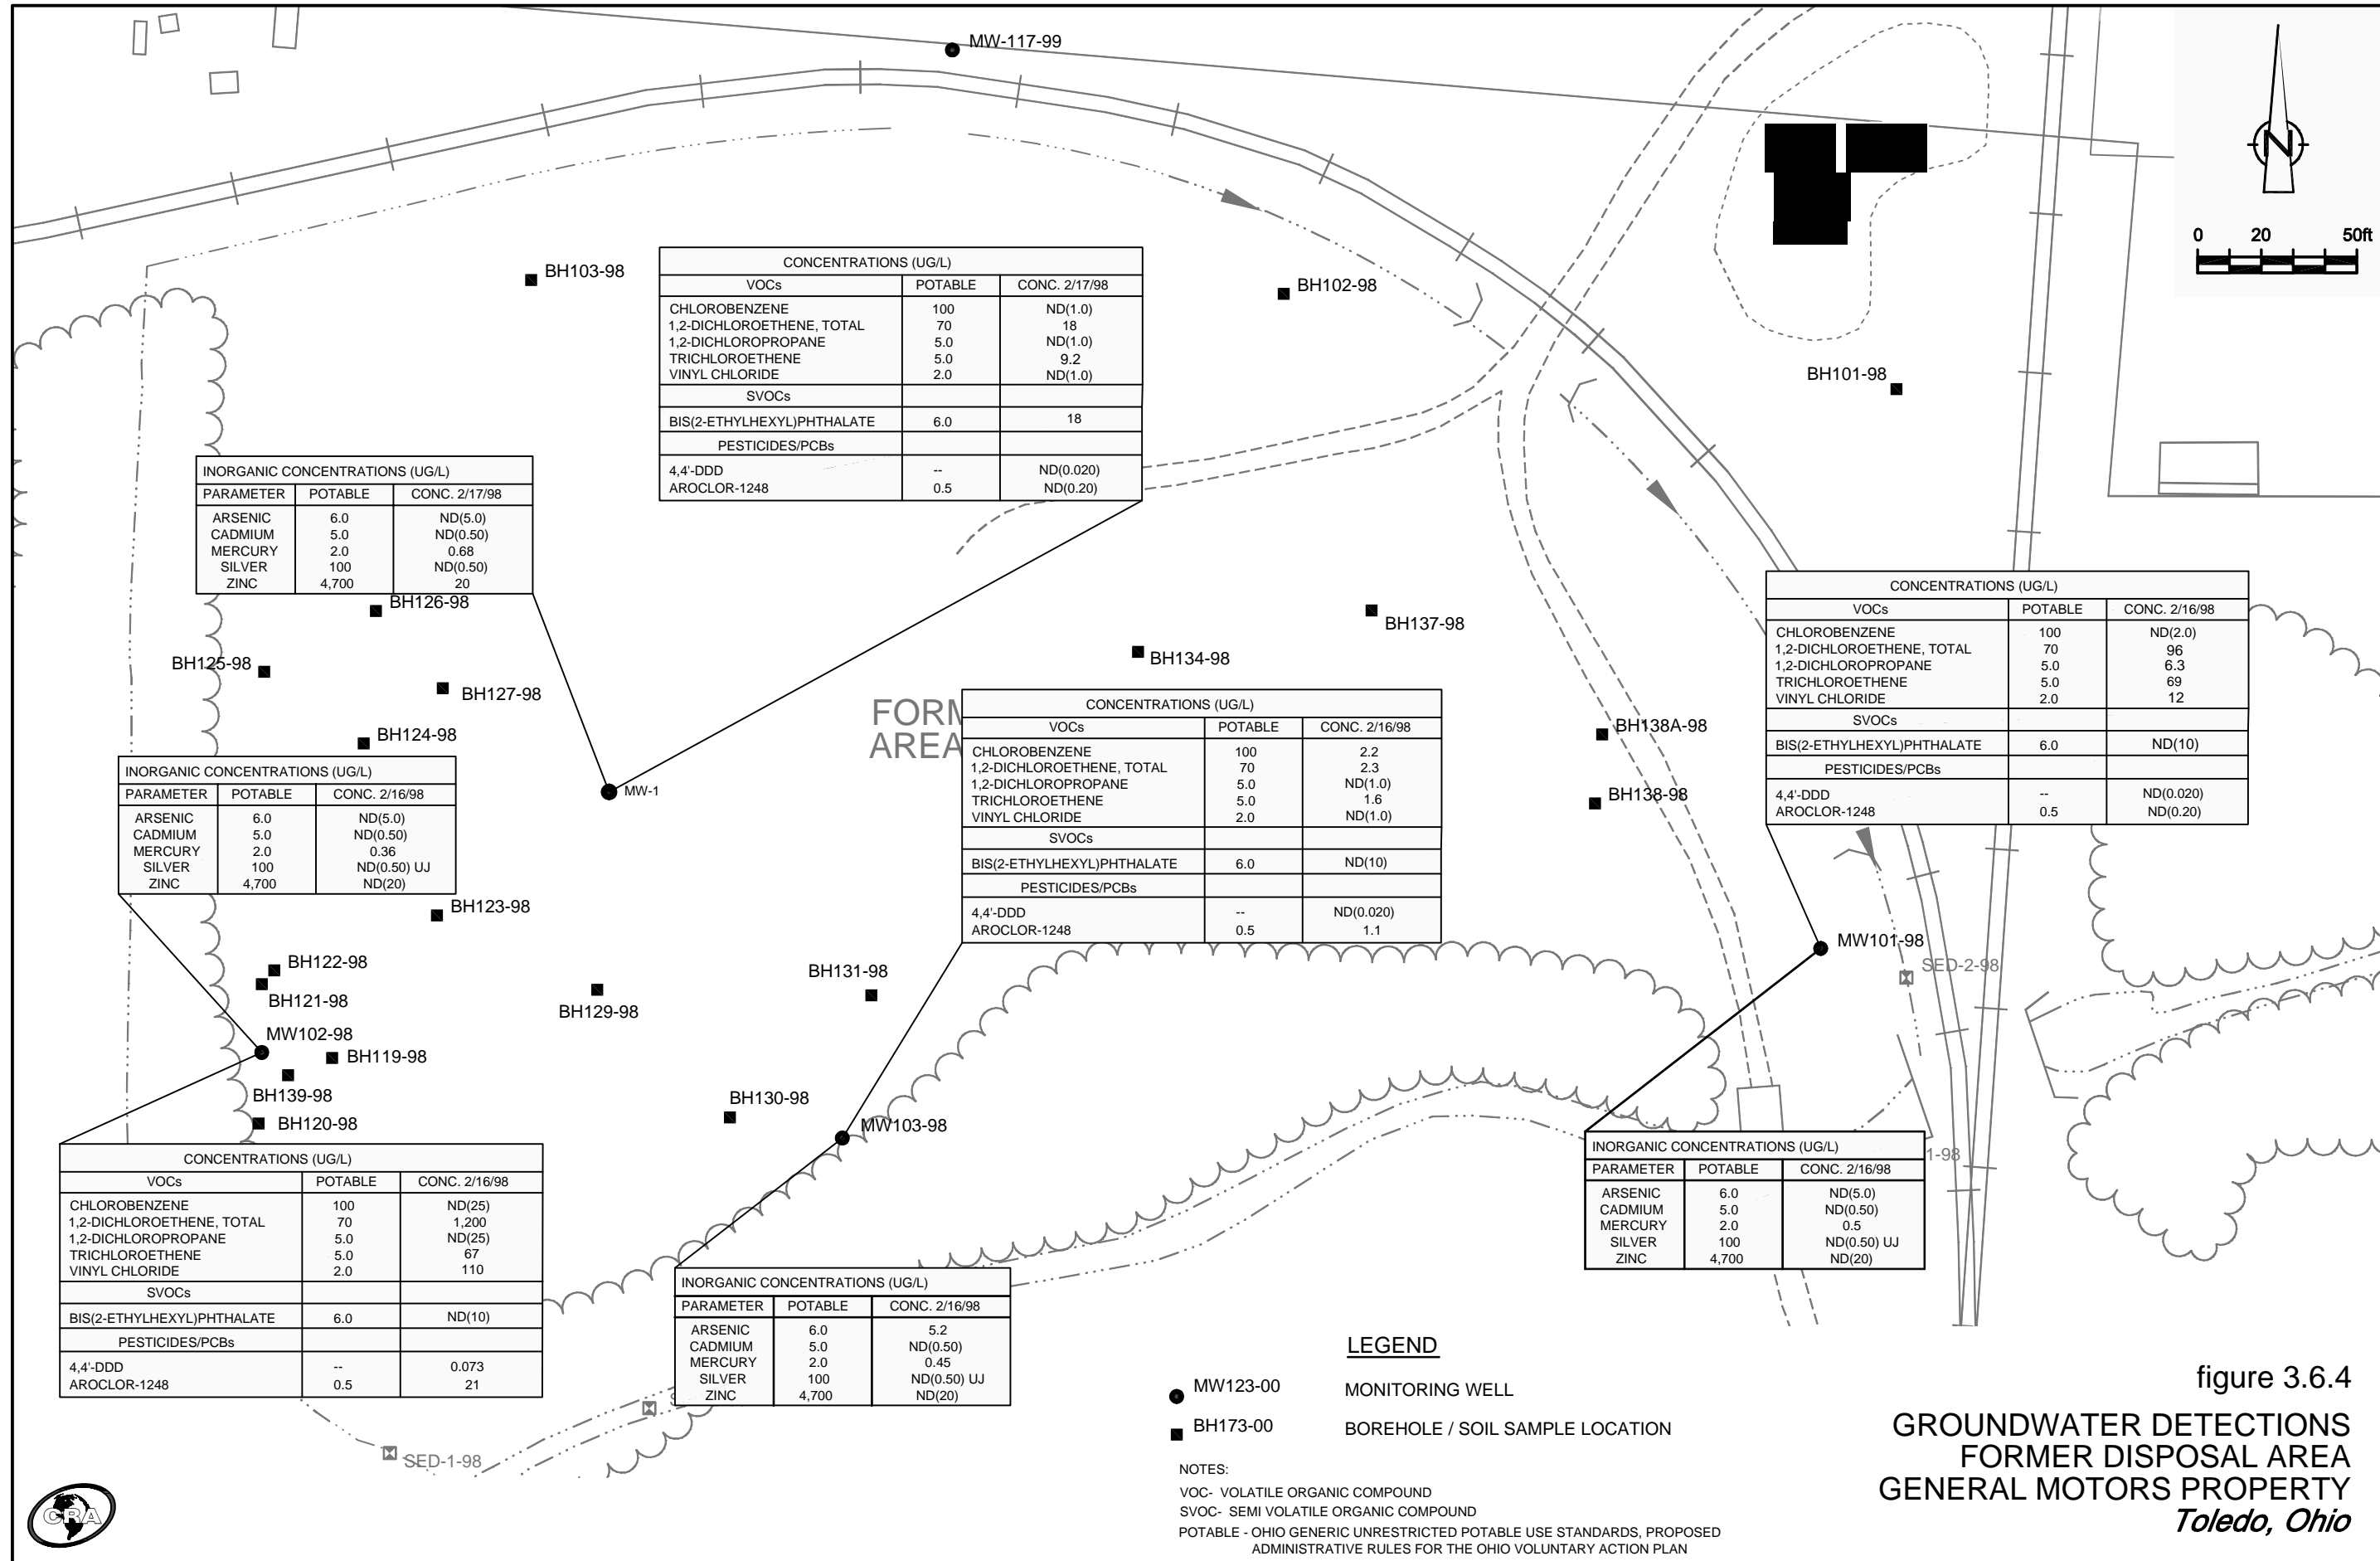 MW-117-99
N
0 20 50ft
BH103-98
BH102-98
BH101-98
CONCENTRATIONS (UG/L)
VOCs POTABLE CONC. 2/17/98
CHLOROBENZENE 100 ND(1.0)
1,2-DICHLOROETHENE, TOTAL 70 18
1,2-DICHLOROPROPANE 5.0 ND(1.0)
TRICHLOROETHENE 5.0 9.2
VINYL CHLORIDE 2.0 ND(1.0)
SVOCs
BIS(2-ETHYLHEXYL)PHTHALATE 6.0 18
PESTICIDES/PCBs
4,4'-DDD -- ND(0.020)
AROCLOR-1248 0.5 ND(0.20)
INORGANIC CONCENTRATIONS (UG/L)
PARAMETER POTABLE CONC. 2/17/98
ARSENIC 6.0 ND(5.0)
CADMIUM 5.0 ND(0.50)
MERCURY 2.0 0.68
SILVER 100 ND(0.50)
ZINC 4,700 20
BH126-98
BH125-98
BH127-98
BH124-98
BH137-98
BH134-98
FORM
AREA
MW-1
CONCENTRATIONS (UG/L)
VOCs POTABLE CONC. 2/16/98
CHLOROBENZENE 100 ND(2.0)
1,2-DICHLOROETHENE, TOTAL 70 96
1,2-DICHLOROPROPANE 5.0 6.3
TRICHLOROETHENE 5.0 69
VINYL CHLORIDE 2.0 12
SVOCs
BIS(2-ETHYLHEXYL)PHTHALATE 6.0 ND(10)
PESTICIDES/PCBs
4,4'-DDD -- ND(0.020)
AROCLOR-1248 0.5 ND(0.20)
CONCENTRATIONS (UG/L)
VOCs POTABLE CONC. 2/16/98
CHLOROBENZENE 100 2.2
1,2-DICHLOROETHENE, TOTAL 70 2.3
1,2-DICHLOROPROPANE 5.0 ND(1.0)
TRICHLOROETHENE 5.0 1.6
VINYL CHLORIDE 2.0 ND(1.0)
SVOCs
BIS(2-ETHYLHEXYL)PHTHALATE 6.0 ND(10)
PESTICIDES/PCBs
4,4'-DDD -- ND(0.020)
AROCLOR-1248 0.5 1.1
BH138A-98
BH138-98
INORGANIC CONCENTRATIONS (UG/L)
PARAMETER POTABLE CONC. 2/16/98
ARSENIC 6.0 ND(5.0)
CADMIUM 5.0 ND(0.50)
MERCURY 2.0 0.36
SILVER 100 ND(0.50) UJ
ZINC 4,700 ND(20)
BH123-98
MW101-98
SED-2-98
BH122-98
BH121-98
BH131-98
BH129-98
MW102-98
BH119-98
BH139-98
BH130-98
BH120-98
MW103-98
CONCENTRATIONS (UG/L)
VOCs POTABLE CONC. 2/16/98
CHLOROBENZENE 100 ND(25)
1,2-DICHLOROETHENE, TOTAL 70 1,200
1,2-DICHLOROPROPANE 5.0 ND(25)
TRICHLOROETHENE 5.0 67
VINYL CHLORIDE 2.0 110
SVOCs
BIS(2-ETHYLHEXYL)PHTHALATE 6.0 ND(10)
PESTICIDES/PCBs
4,4'-DDD -- 0.073
AROCLOR-1248 0.5 21
INORGANIC CONCENTRATIONS (UG/L)
PARAMETER POTABLE CONC. 2/16/98
ARSENIC 6.0 ND(5.0)
CADMIUM 5.0 ND(0.50)
MERCURY 2.0 0.5
SILVER 100 ND(0.50) UJ
ZINC 4,700 ND(20)
1-98
INORGANIC CONCENTRATIONS (UG/L)
PARAMETER POTABLE CONC. 2/16/98
ARSENIC 6.0 5.2
CADMIUM 5.0 ND(0.50)
MERCURY 2.0 0.45
SILVER 100 ND(0.50) UJ
ZINC 4,700 ND(20)
SED-1-98
LEGEND
MW123-00 MONITORING WELL
BH173-00 BOREHOLE / SOIL SAMPLE LOCATION
NOTES:
VOC- VOLATILE ORGANIC COMPOUND
SVOC- SEMI VOLATILE ORGANIC COMPOUND
POTABLE - OHIO GENERIC UNRESTRICTED POTABLE USE STANDARDS, PROPOSED
ADMINISTRATIVE RULES FOR THE OHIO VOLUNTARY ACTION PLAN
figure 3.6.4
GROUNDWATER DETECTIONS
FORMER DISPOSAL AREA
GENERAL MOTORS PROPERTY
Toledo, Ohio
CRA